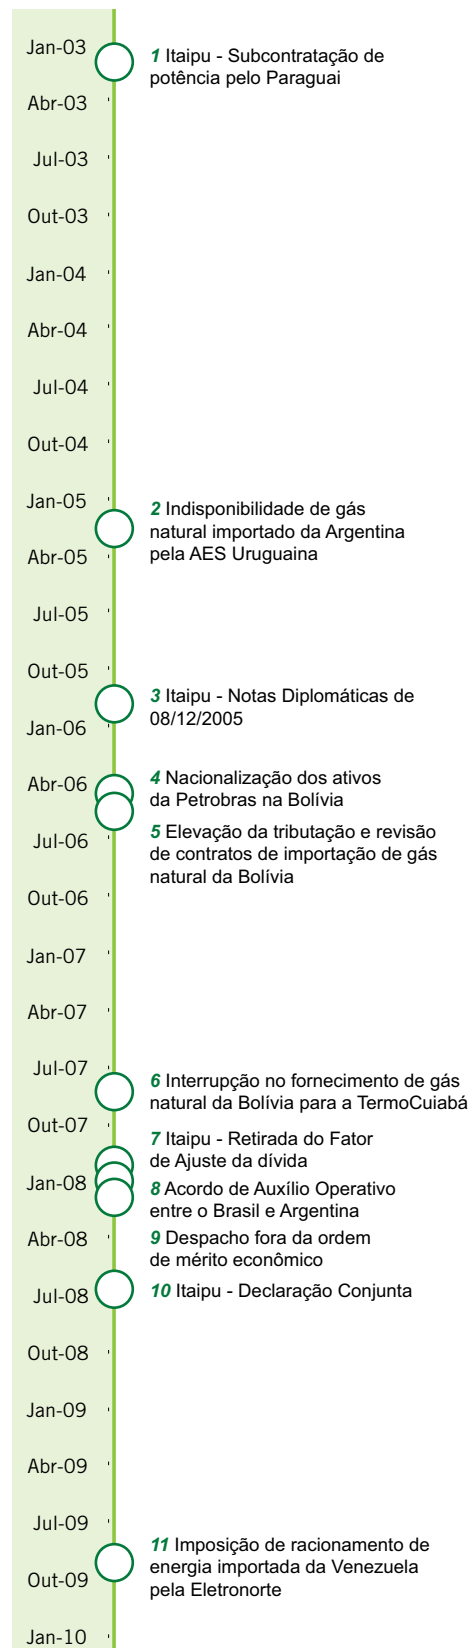 Jan-03
1 Itaipu - Subcontratação de
potência pelo Paraguai
Abr-03
Jul-03
Out-03
Jan-04
Abr-04
Jul-04
Out-04
Jan-05
2 Indisponibilidade de gás
natural importado da Argentina
pela AES Uruguaina
Abr-05
Jul-05
Out-05
3 Itaipu - Notas Diplomáticas de
08/12/2005
Jan-06
Abr-06
4 Nacionalização dos ativos
da Petrobras na Bolívia
5 Elevação da tributação e revisão
de contratos de importação de gás
natural da Bolívia
Jul-06
Out-06
Jan-07
Abr-07
Jul-07
6 Interrupção no fornecimento de gás
natural da Bolívia para a TermoCuiabá
Out-07
7 Itaipu - Retirada do Fator
de Ajuste da dívida
Jan-08
8 Acordo de Auxílio Operativo
entre o Brasil e Argentina
Abr-08
9 Despacho fora da ordem
de mérito econômico
10 Itaipu - Declaração Conjunta
Jul-08
Out-08
Jan-09
Abr-09
Jul-09
11 Imposição de racionamento de
energia importada da Venezuela
pela Eletronorte
Out-09
Jan-10